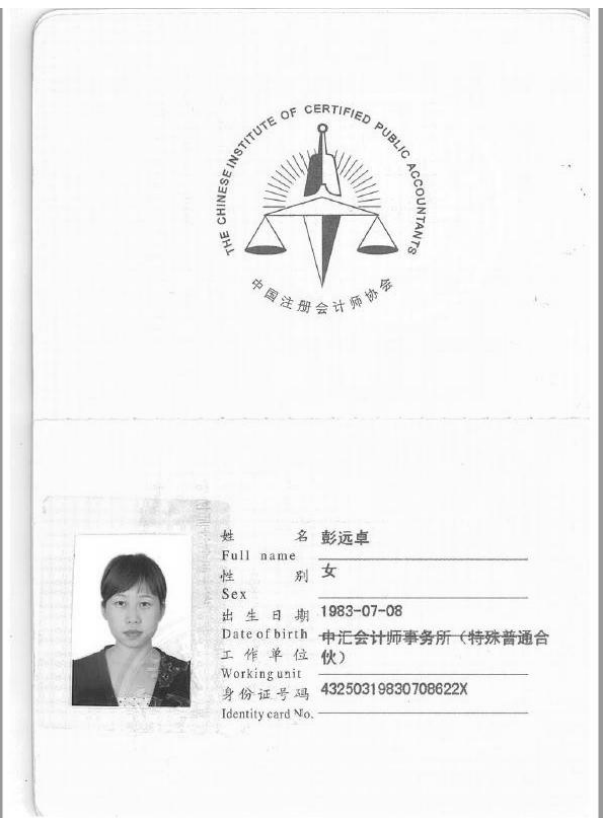 THE CHINESE INSTITUTE OF CERTIFIED PUBLIC ACCOUNTANTS
中国注册会计师协会
姓 名 彭远卓
Full name
性 别 女
Sex
出生日期 1983-07-08
Date of birth
工作单位 中汇会计师事务所（特殊普通合
伙）
Working unit
身份证号码 43250319830708622X
Identity card No.